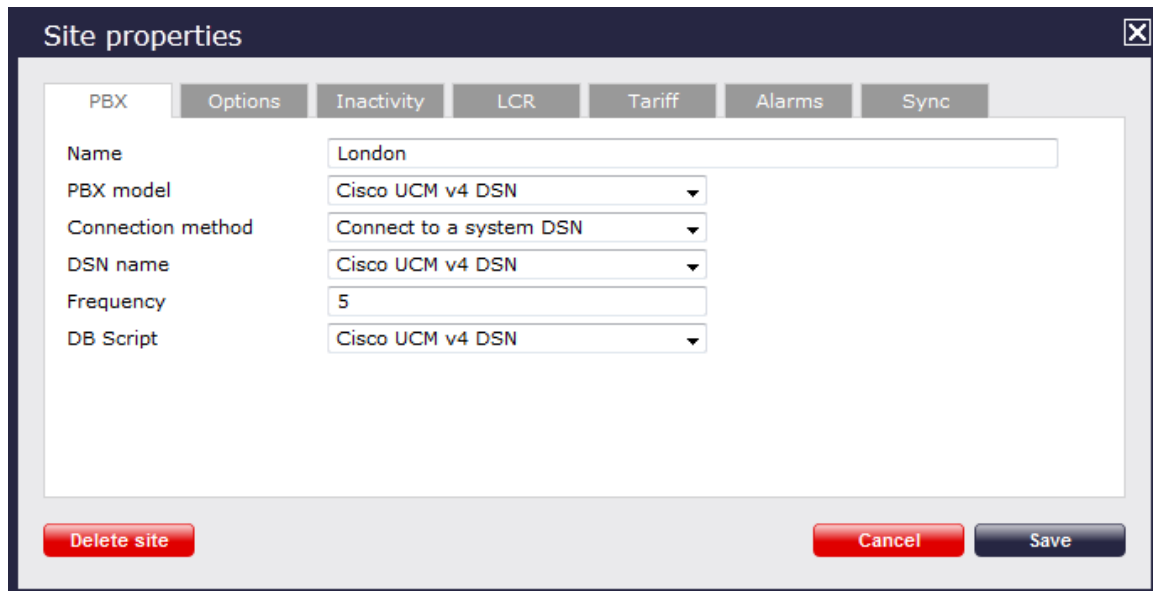 Site properties
PBX Options Inactivity LCR Tariff Alarms Sync
Name London
PBX model Cisco UCM v4 DSN
Connection method Connect to a system DSN
DSN name Cisco UCM v4 DSN
Frequency 5
DB Script Cisco UCM v4 DSN
Delete site Cancel Save